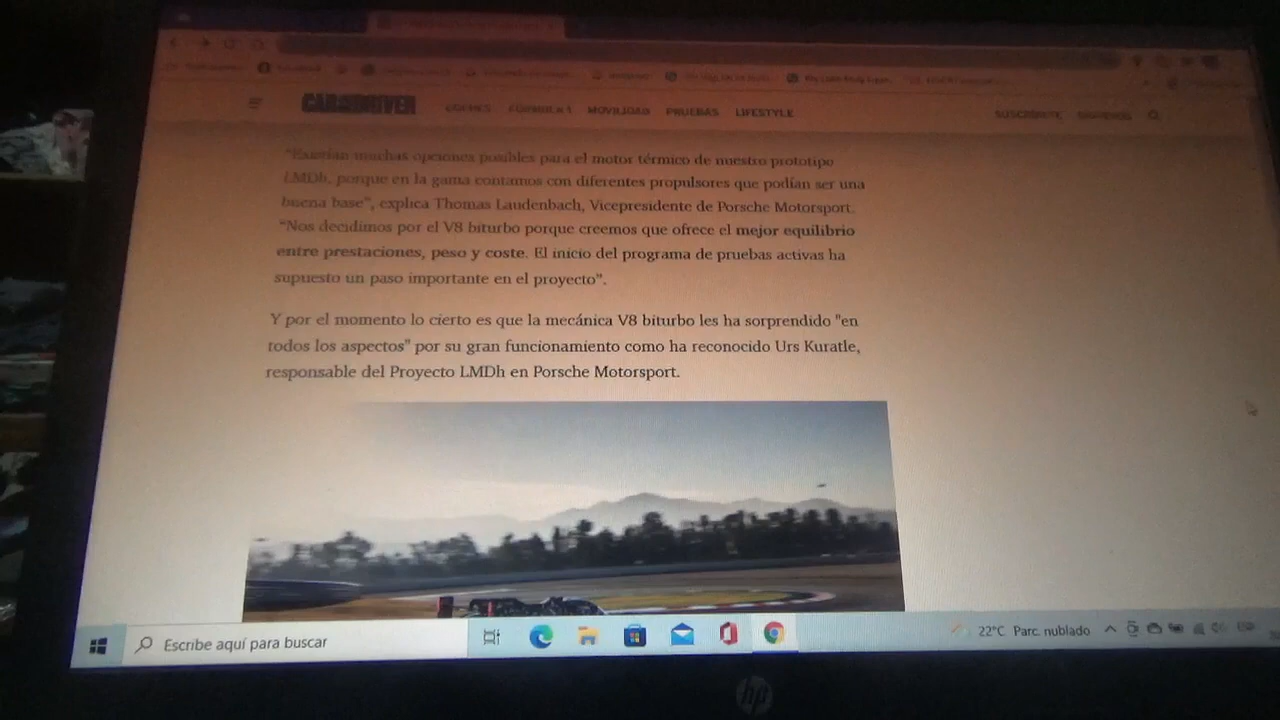 CAR AND DRIVER
COCHES FÓRMULA 1 MOVILIDAD PRUEBAS LIFESTYLE
SUSCRÍBETE SÍGUENOS
"Existían muchas opciones posibles para el motor térmico de nuestro prototipo
LMDh, porque en la gama contamos con diferentes propulsores que podían ser una
buena base", explica Thomas Laudenbach, Vicepresidente de Porsche Motorsport.
"Nos decidimos por el V8 biturbo porque creemos que ofrece el mejor equilibrio
entre prestaciones, peso y coste. El inicio del programa de pruebas activas ha
supuesto un paso importante en el proyecto".
Y por el momento lo cierto es que la mecánica V8 biturbo les ha sorprendido "en
todos los aspectos" por su gran funcionamiento como ha reconocido Urs Kuratle,
responsable del Proyecto LMDh en Porsche Motorsport.
Escribe aquí para buscar
22°C Parc. nublado
hp